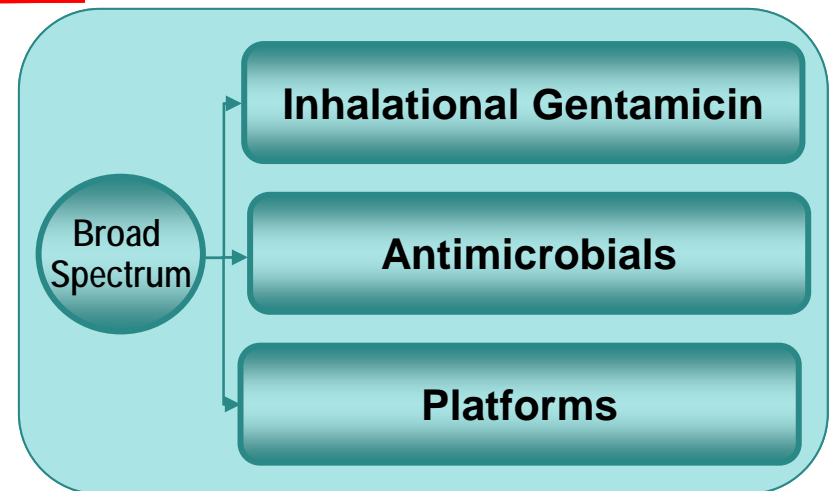 Inhalational Gentamicin
Broad
Spectrum
Antimicrobials
Platforms